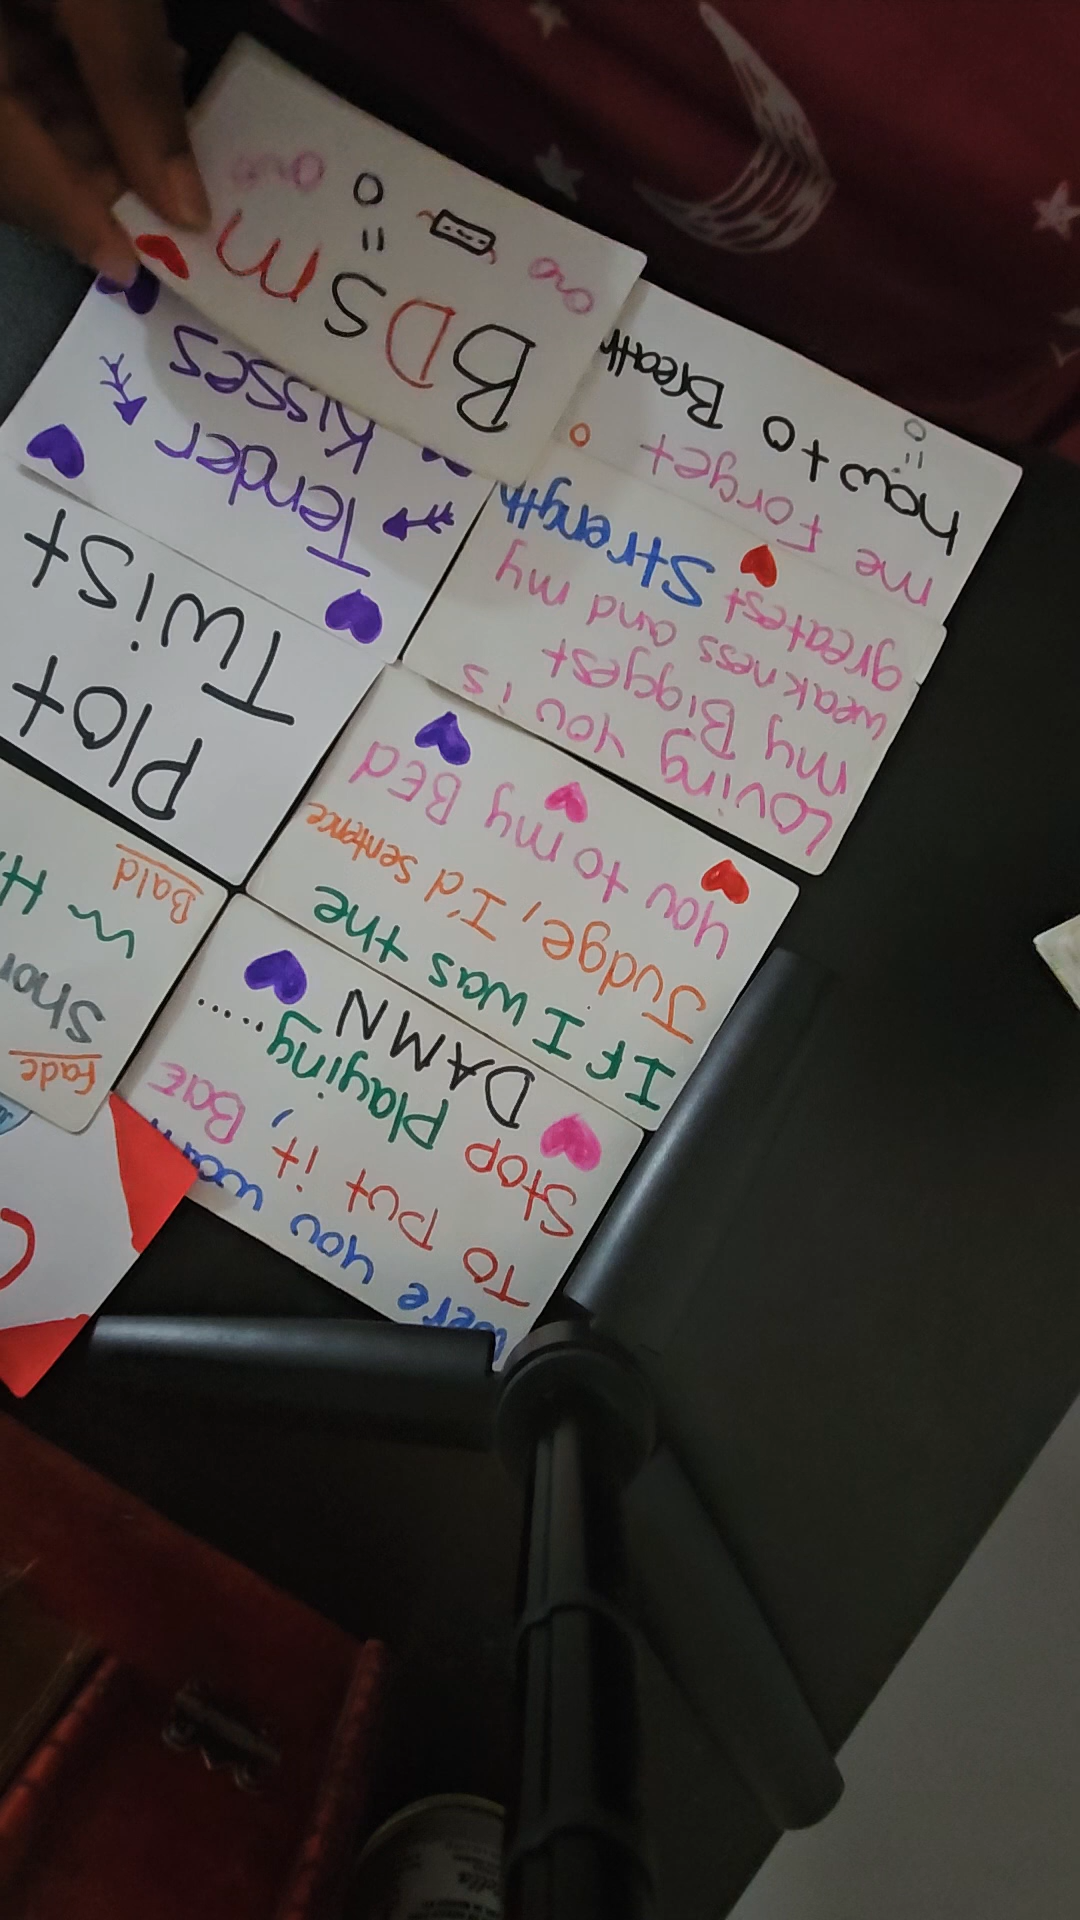 BDSM
Tender
Kisses
Plot
Twist
Fade
Bald
me Forget
how to Breath
Loving you is
my Biggest
weakness and my
greatest Strength
If I was the
Judge, I'd sentence
you to my BEd
were you
To Put it, Bae
Stop Playing
DAMN